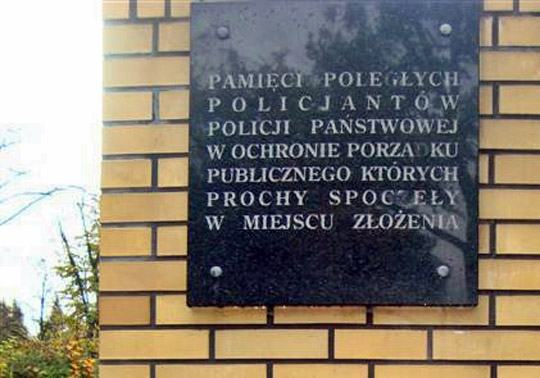 PAMIĘCI POLEGŁYCH
POLICJANTÓW
POLICJI PAŃSTWOWEJ
W OCHRONIE PORZĄDKU
PUBLICZNEGO KTÓRYCH
PROCHY SPOCZĘŁY
W MIEJSCU ZŁOŻENIA